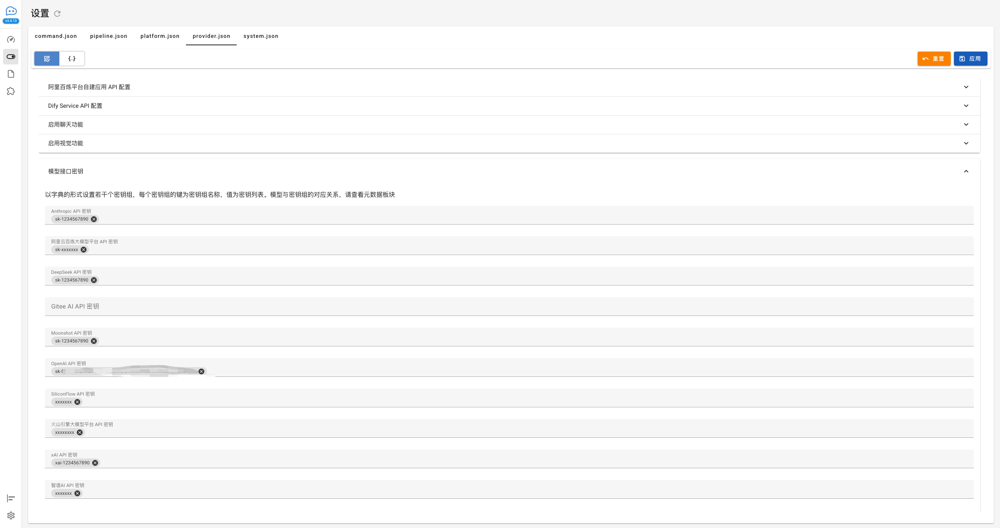 v3.4.13
设置
command.json
pipeline.json
platform.json
provider.json
system.json
{...}
重置
应用
阿里百炼平台自建应用 API 配置
Dify Service API 配置
启用聊天功能
启用视觉功能
模型接口密钥
以字典的形式设置若干个密钥组，每个密钥组的键为密钥组名称，值为密钥列表。模型与密钥组的对应关系，请查看元数据板块
Anthropic API 密钥
sk-1234567890
阿里云百炼大模型平台 API 密钥
sk-xxxxxxx
DeepSeek API 密钥
sk-1234567890
Gitee AI API 密钥
Moonshot API 密钥
sk-1234567890
OpenAI API 密钥
SiliconFlow API 密钥
xxxxxxx
火山引擎大模型平台 API 密钥
xxxxxxxx
xAI API 密钥
xai-1234567890
智谱AI API 密钥
xxxxxxx